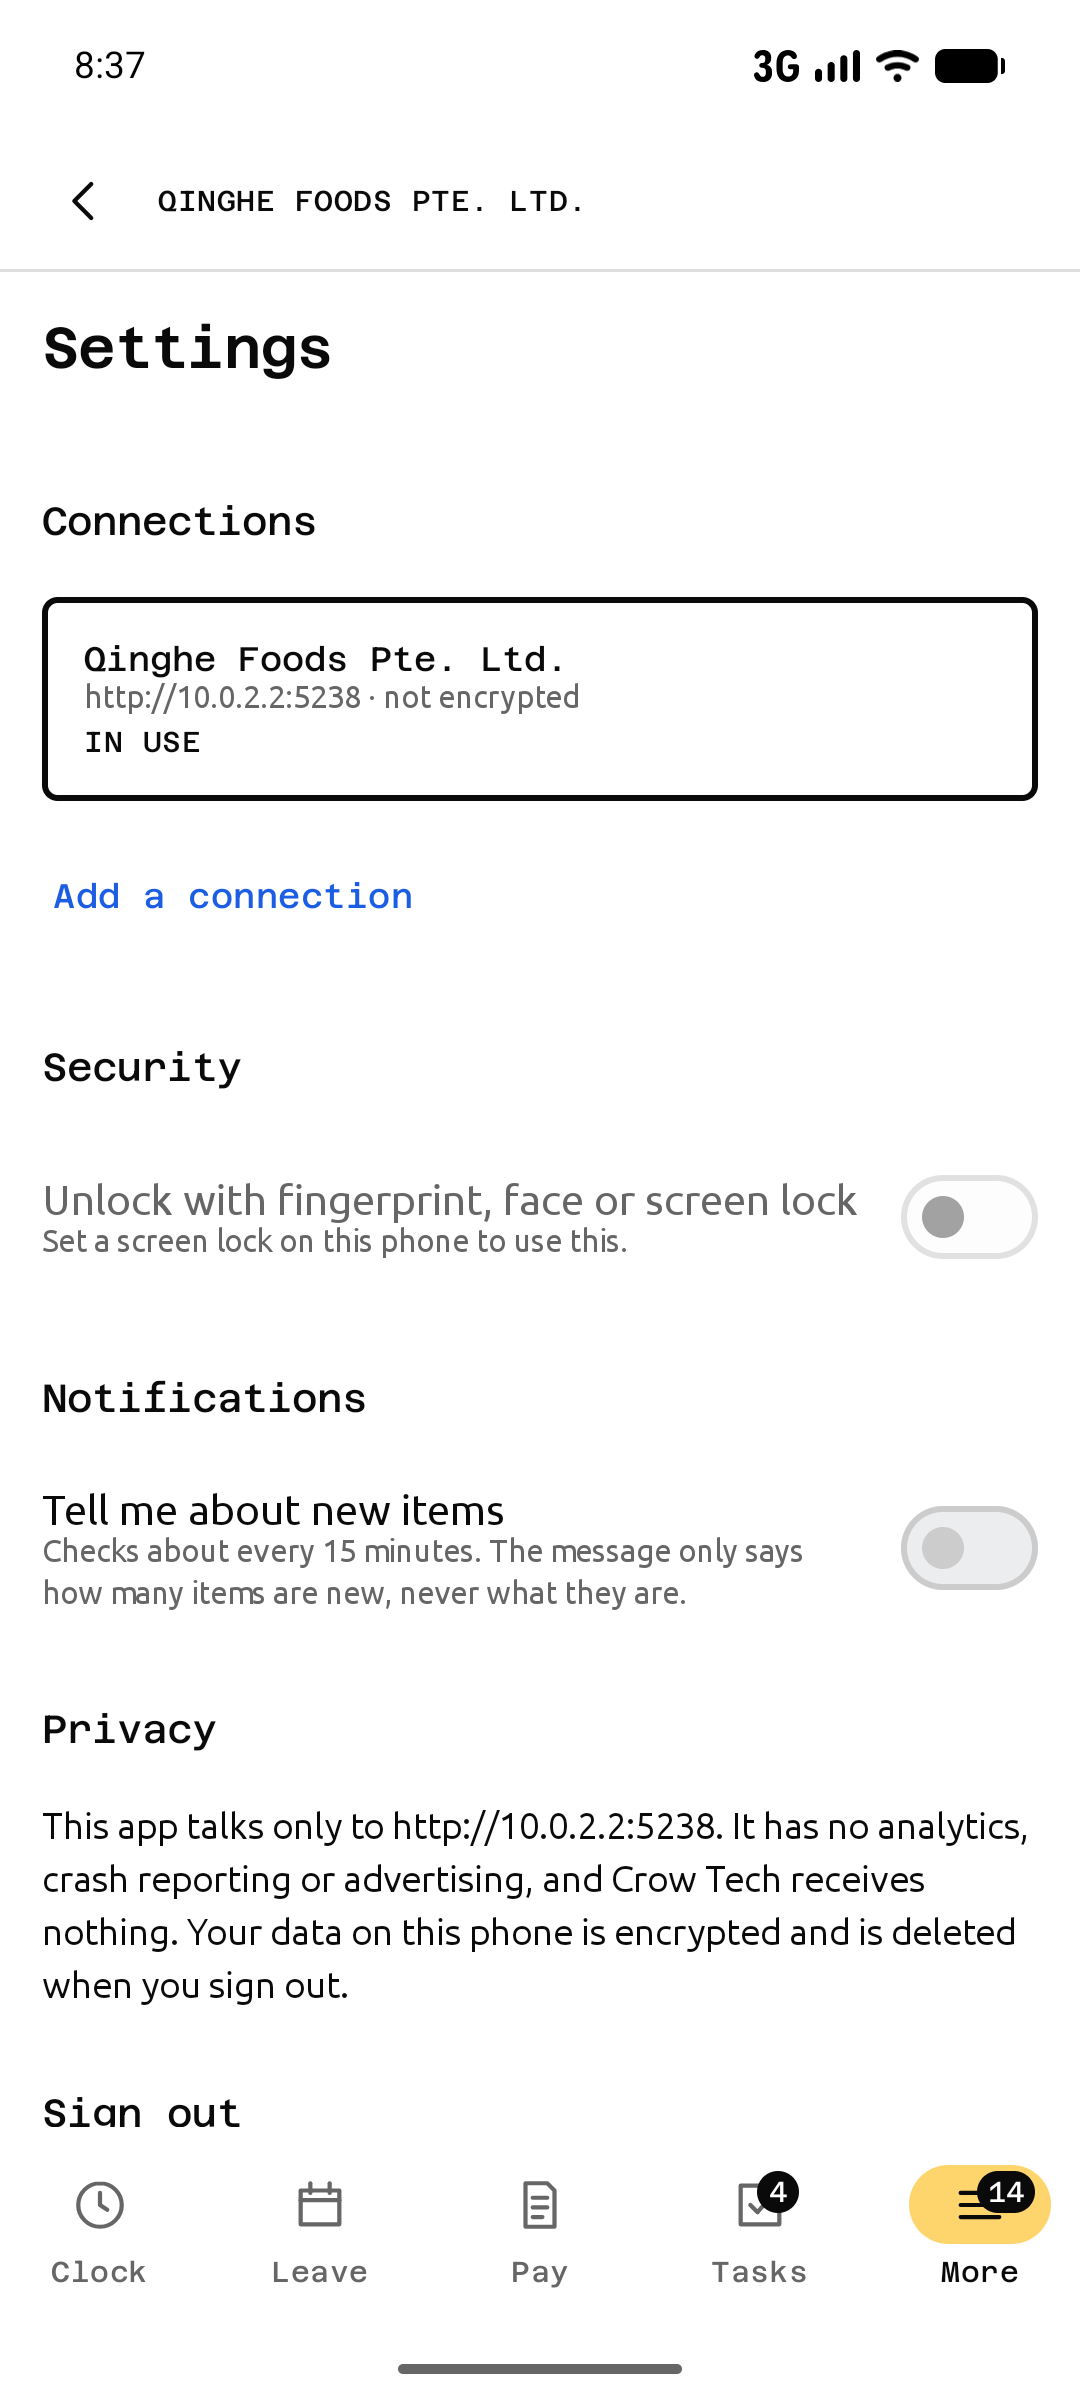 8:37
3G
QINGHE FOODS PTE. LTD.
Settings
Connections
Qinghe Foods Pte. Ltd.
http://10.0.2.2:5238 · not encrypted
IN USE
Add a connection
Security
Unlock with fingerprint, face or screen lock
Set a screen lock on this phone to use this.
Notifications
Tell me about new items
Checks about every 15 minutes. The message only says
how many items are new, never what they are.
Privacy
This app talks only to http://10.0.2.2:5238. It has no analytics,
crash reporting or advertising, and Crow Tech receives
nothing. Your data on this phone is encrypted and is deleted
when you sign out.
Sign out
4
14
Clock
Leave
Pay
Tasks
More